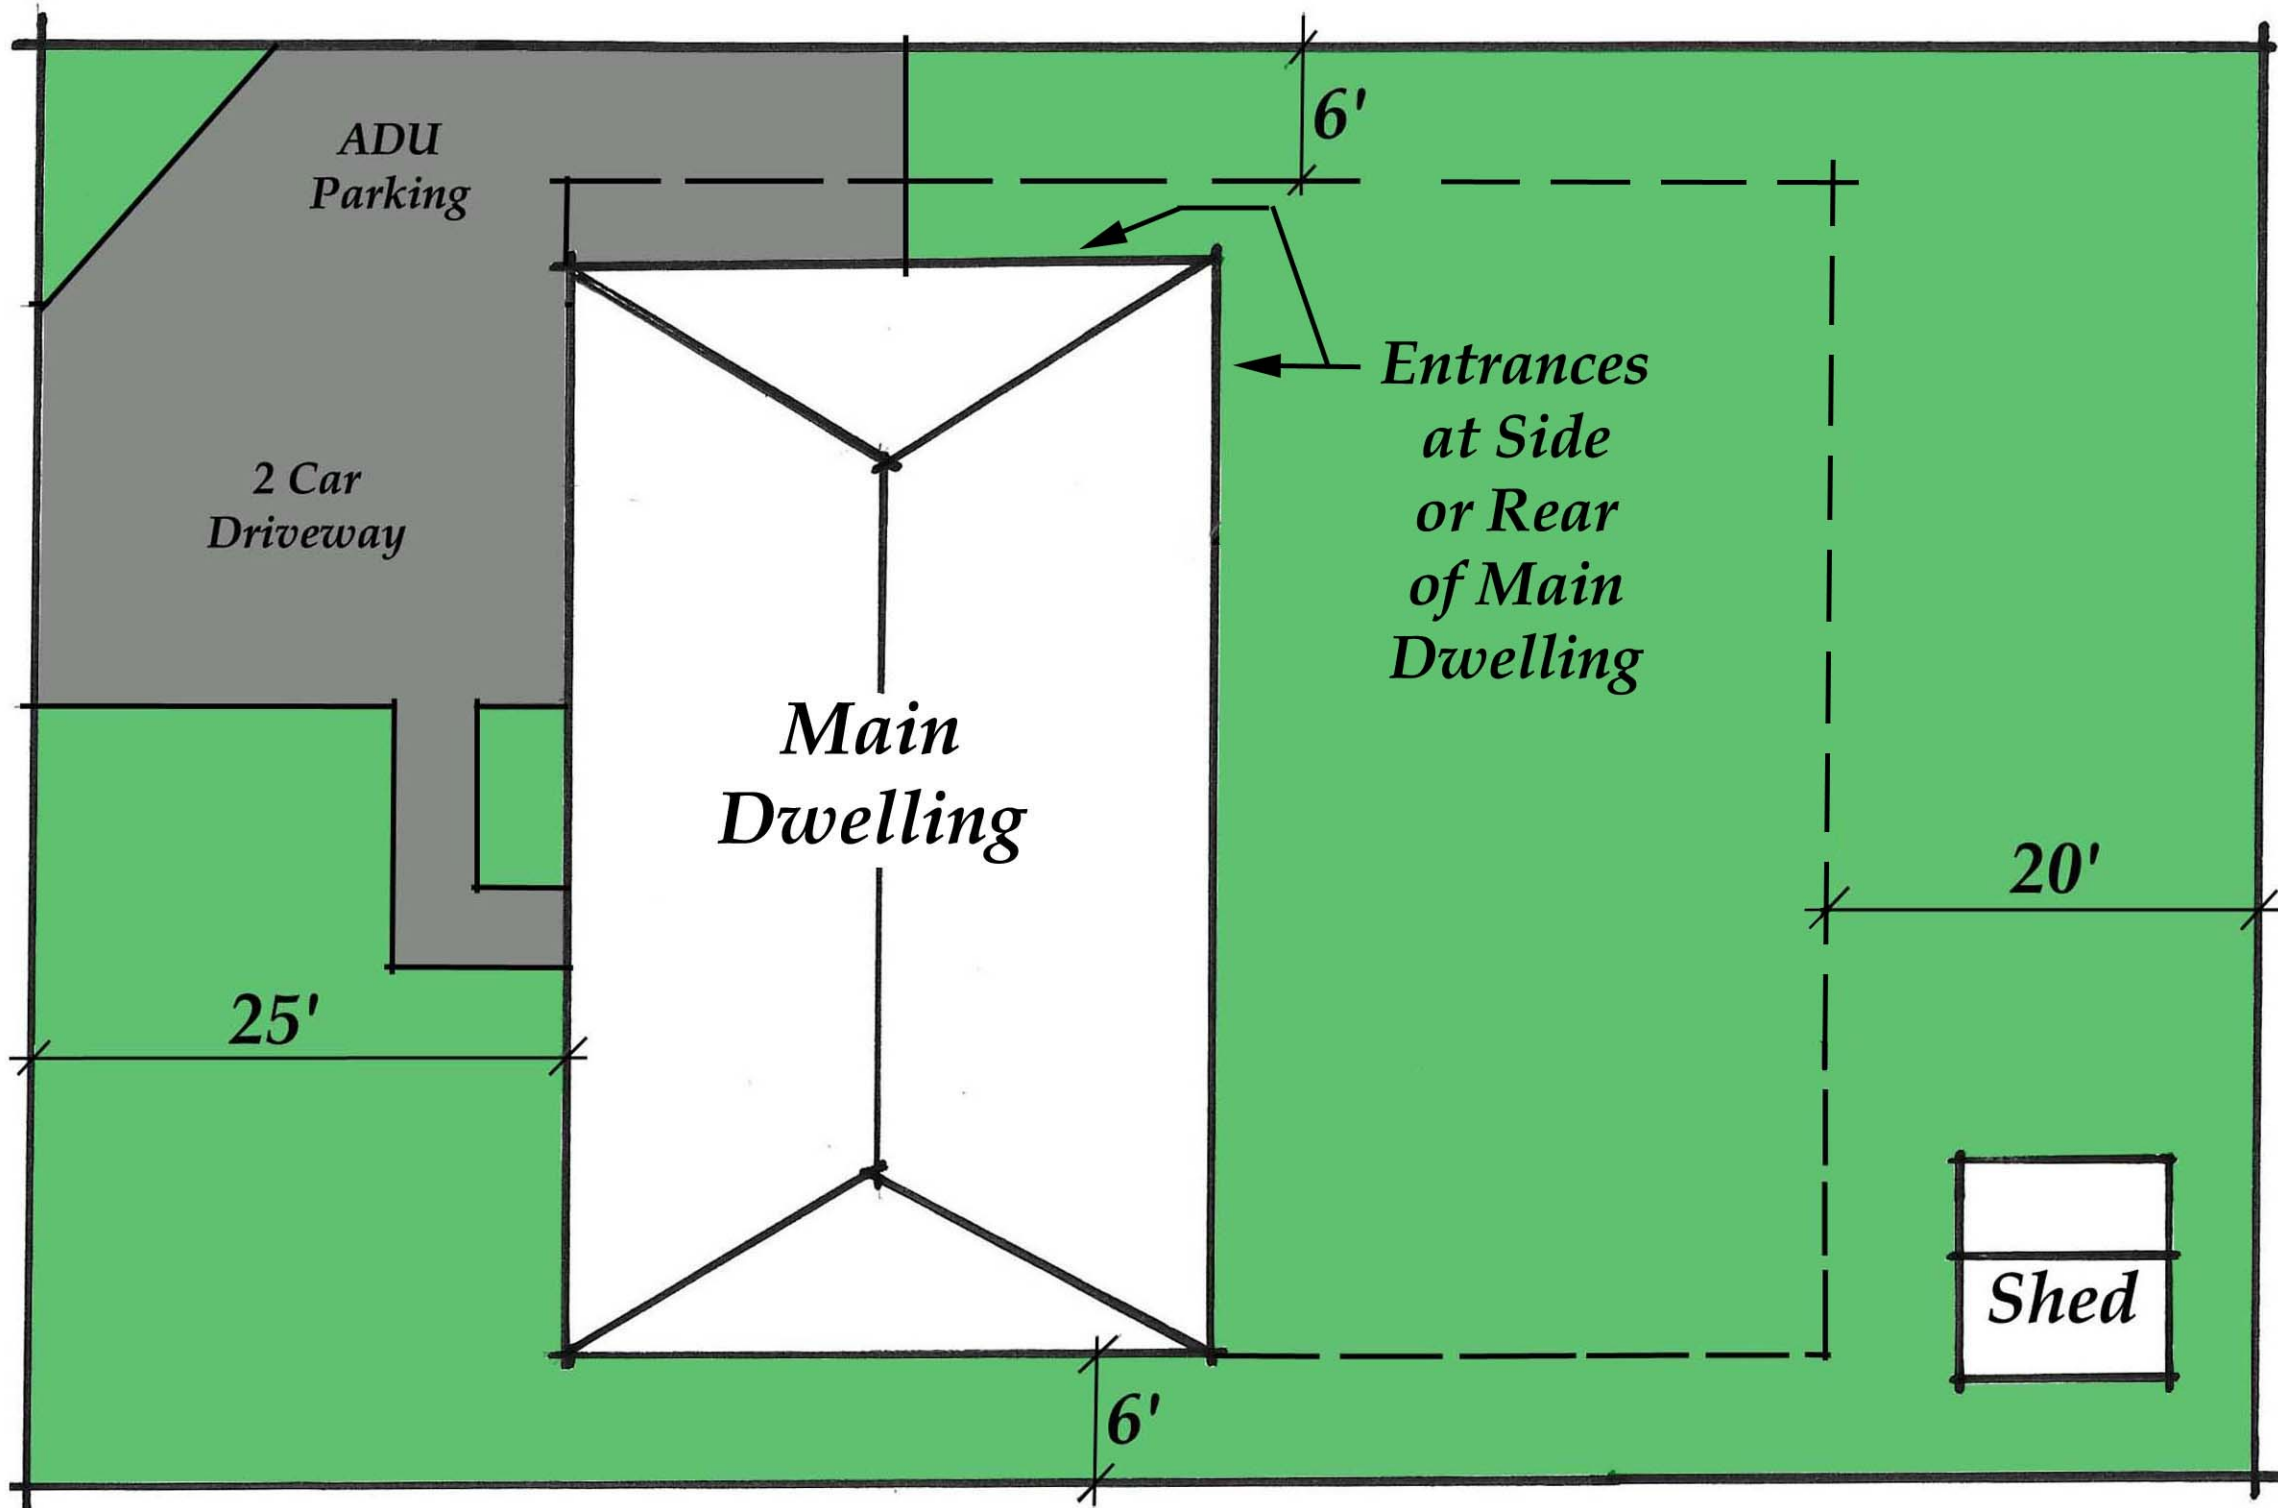 6'
ADU
Parking
Entrances
at Side
or Rear
of Main
Dwelling
2 Car
Driveway
Main
Dwelling
20'
25'
Shed
6'